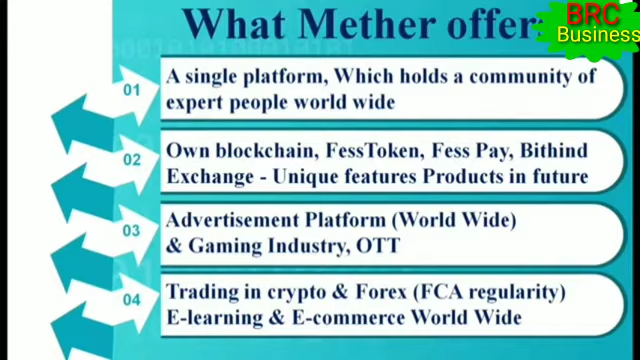 What Mether offer
BRC
Business
01
A single platform, Which holds a community of
expert people world wide
02
Own blockchain, FessToken, Fess Pay, Bithind
Exchange - Unique features Products in future
03
Advertisement Platform (World Wide)
& Gaming Industry, OTT
04
Trading in crypto & Forex (FCA regularity)
E-learning & E-commerce World Wide